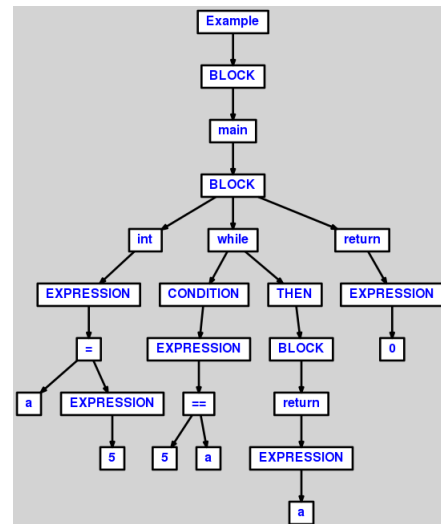 Example
BLOCK
main
BLOCK
int while return
EXPRESSION CONDITION THEN EXPRESSION
= EXPRESSION BLOCK 0
a EXPRESSION == return
5 5 a EXPRESSION
a